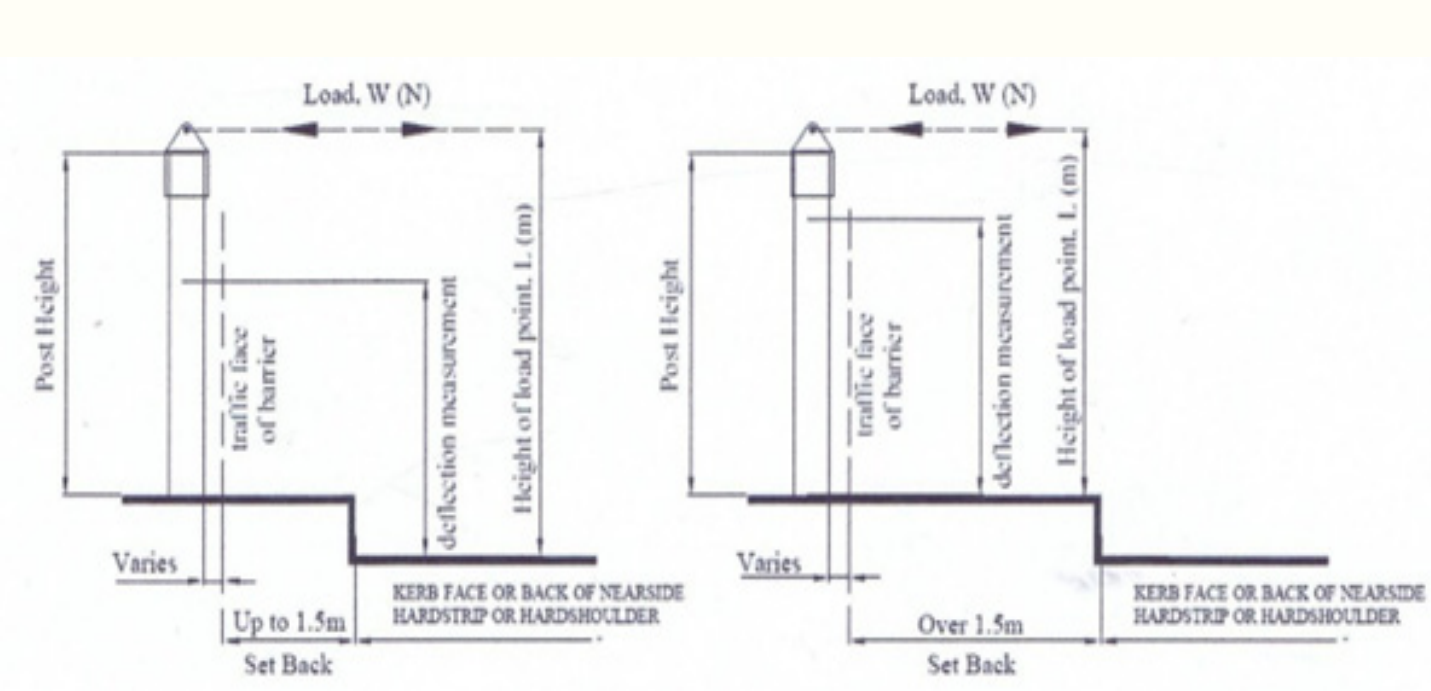 Load, W (N)
Post Height
traffic face
of barrier
deflection measurement
Height of load point, L (m)
Varies
KERB FACE OR BACK OF NEARSIDE
HARDSTRIP OR HARDSHOULDER
Up to 1.5m
Set Back
Load, W (N)
Post Height
traffic face
of barrier
deflection measurement
Height of load point, L (m)
Varies
KERB FACE OR BACK OF NEARSIDE
HARDSTRIP OR HARDSHOULDER
Over 1.5m
Set Back